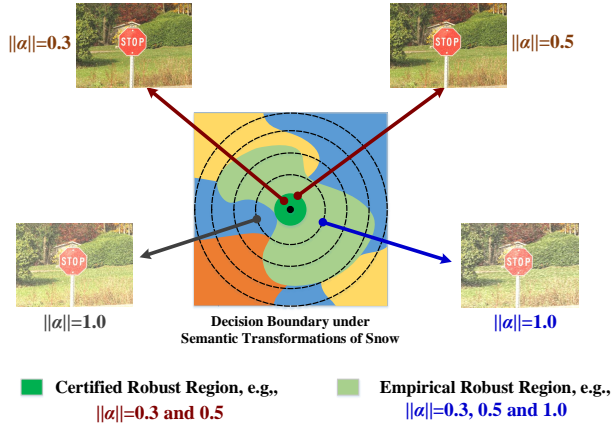 ||α||=0.3
STOP
STOP
||α||=0.5
STOP
STOP
||α||=1.0
||α||=1.0
Decision Boundary under
Semantic Transformations of Snow
Certified Robust Region, e.g.,
||α||=0.3 and 0.5
Empirical Robust Region, e.g.,
||α||=0.3, 0.5 and 1.0